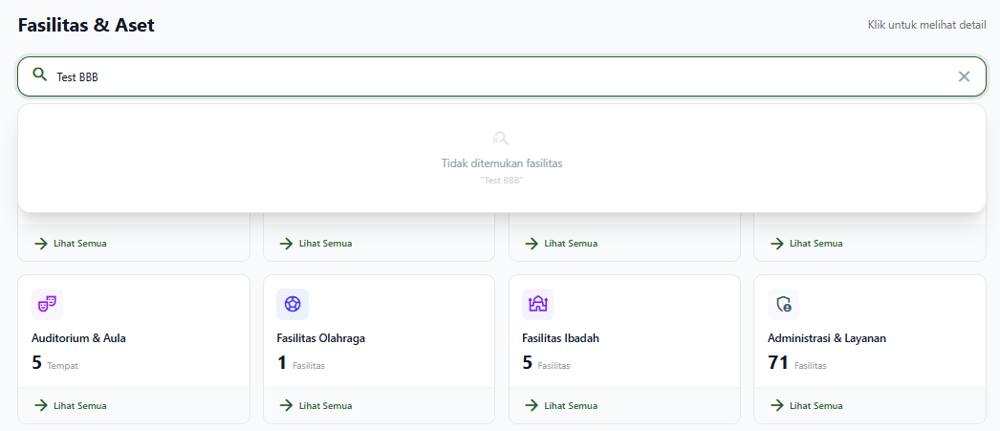 Fasilitas & Aset
Klik untuk melihat detail
Test BBB
Tidak ditemukan fasilitas
"Test BBB"
Lihat Semua
Lihat Semua
Lihat Semua
Lihat Semua
Auditorium & Aula
5 Tempat
Fasilitas Olahraga
1 Fasilitas
Fasilitas Ibadah
5 Fasilitas
Administrasi & Layanan
71 Fasilitas
Lihat Semua
Lihat Semua
Lihat Semua
Lihat Semua